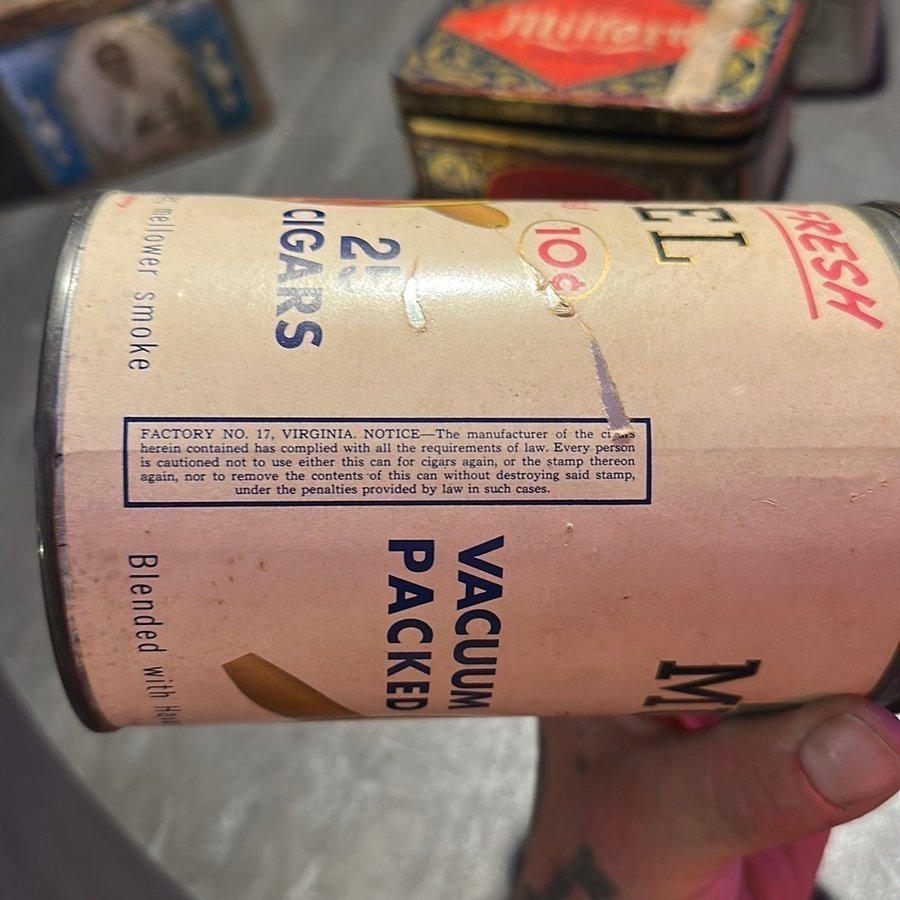 Milford
FRESH
EL
10¢
25
CIGARS
mellower smoke
FACTORY NO. 17, VIRGINIA. NOTICE—The manufacturer of the cigars
herein contained has complied with all the requirements of law. Every person
is cautioned not to use either this can for cigars again, or the stamp thereon
again, nor to remove the contents of this can without destroying said stamp,
under the penalties provided by law in such cases.
M
VACUUM
PACKED
Blended with